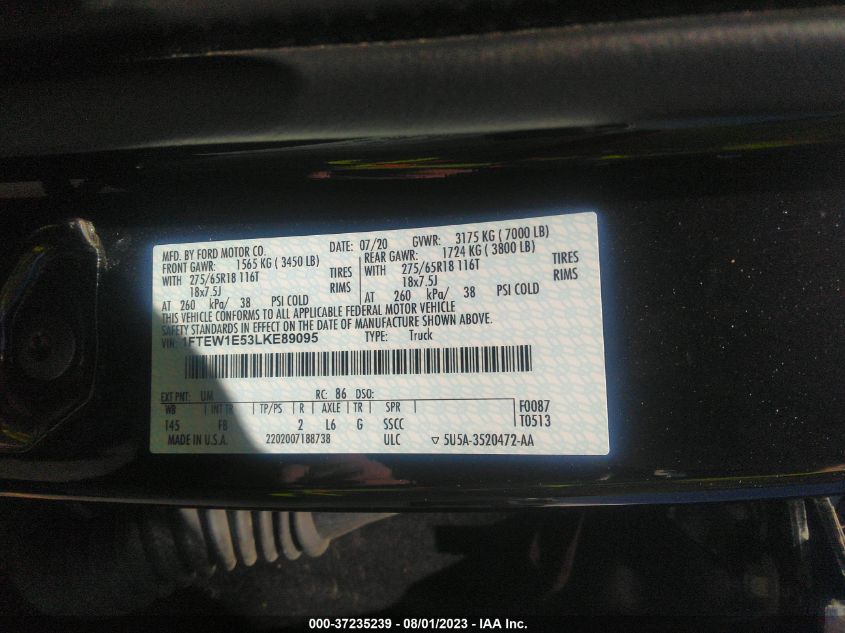 MFD. BY FORD MOTOR CO. DATE: 07/20 GVWR: 3175 KG ( 7000 LB)
FRONT GAWR: 1565 KG ( 3450 LB) REAR GAWR: 1724 KG ( 3800 LB)
WITH 275/65R18 116T TIRES WITH 275/65R18 116T TIRES
18x7.5J RIMS 18x7.5J RIMS
AT 260 kPa/ 38 PSI COLD AT 260 kPa/ 38 PSI COLD
THIS VEHICLE CONFORMS TO ALL APPLICABLE FEDERAL MOTOR VEHICLE
SAFETY STANDARDS IN EFFECT ON THE DATE OF MANUFACTURE SHOWN ABOVE.
VIN: 1FTEW1E53LKE89095 TYPE: Truck
EXT PNT: UM RC: 86 DSO:
WB INT TR TP/PS R AXLE TR SPR F0087
145 FB 2 L6 G SSCC T0513
MADE IN U.S.A. 2202007188738 ULC ▽ 5U5A-3520472-AA
000-37235239 - 08/01/2023 - IAA Inc.